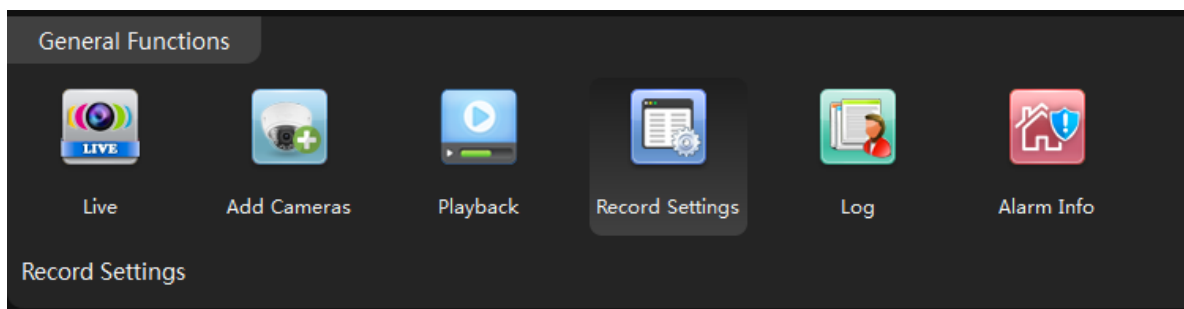 General Functions
LIVE
Live
Add Cameras
Playback
Record Settings
Log
Alarm Info
Record Settings